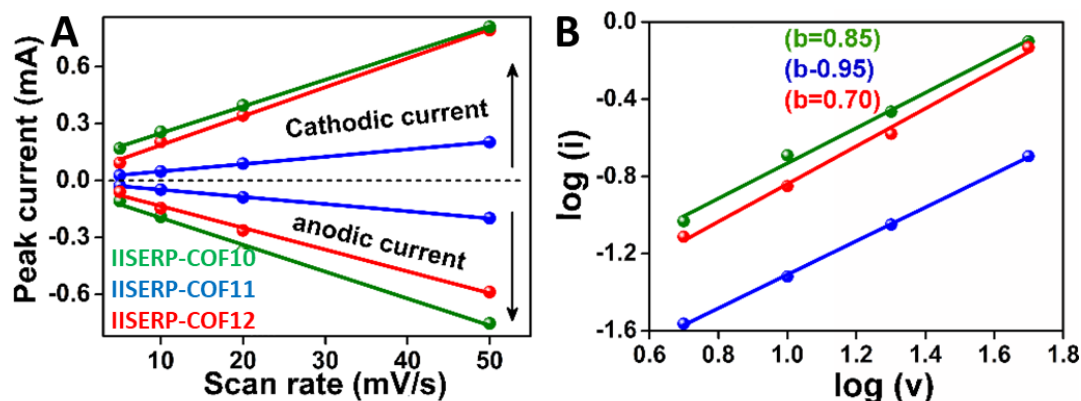 A
Peak current (mA)
0.6
0.3
0.0
-0.3
-0.6
Cathodic current
anodic current
IISERP-COF10
IISERP-COF11
IISERP-COF12
10 20 30 40 50
Scan rate (mV/s)
B
log (i)
0.0
-0.4
-0.8
-1.2
-1.6
(b=0.85)
(b-0.95)
(b=0.70)
0.6 0.8 1.0 1.2 1.4 1.6 1.8
log (v)